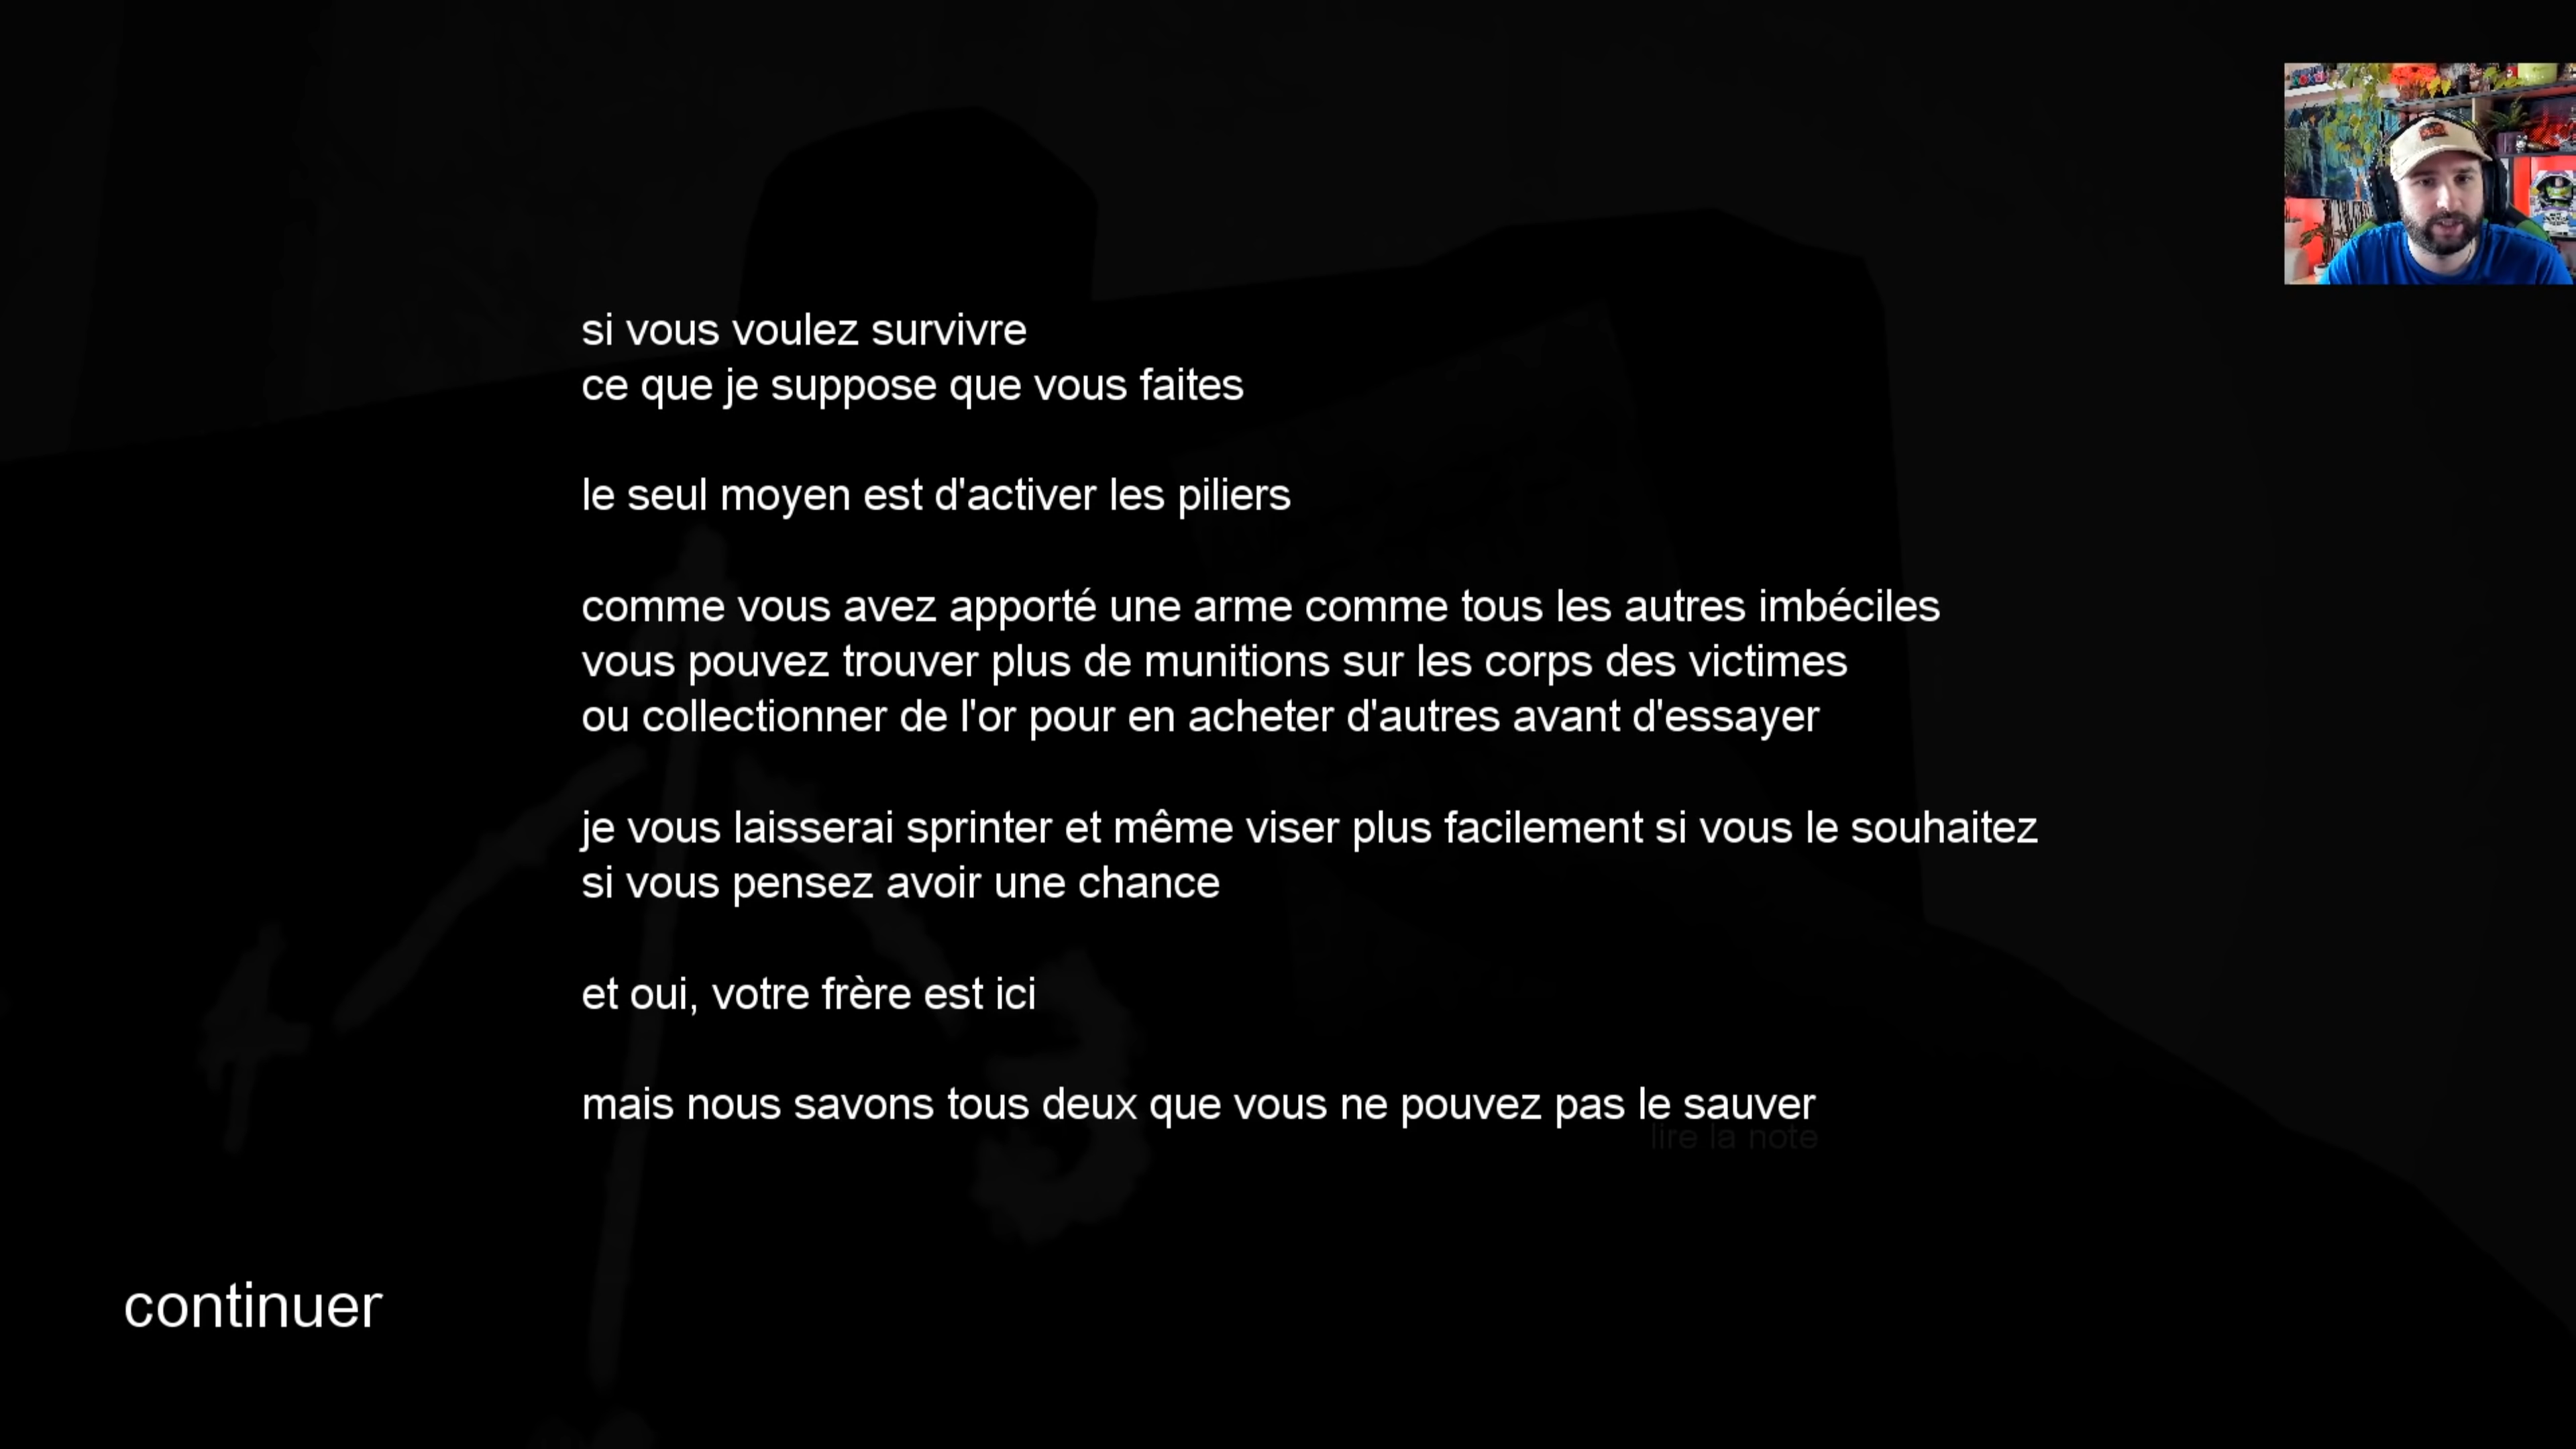 si vous voulez survivre
ce que je suppose que vous faites
le seul moyen est d'activer les piliers
comme vous avez apporté une arme comme tous les autres imbéciles
vous pouvez trouver plus de munitions sur les corps des victimes
ou collectionner de l'or pour en acheter d'autres avant d'essayer
je vous laisserai sprinter et même viser plus facilement si vous le souhaitez
si vous pensez avoir une chance
et oui, votre frère est ici
mais nous savons tous deux que vous ne pouvez pas le sauver
lire la note
continuer